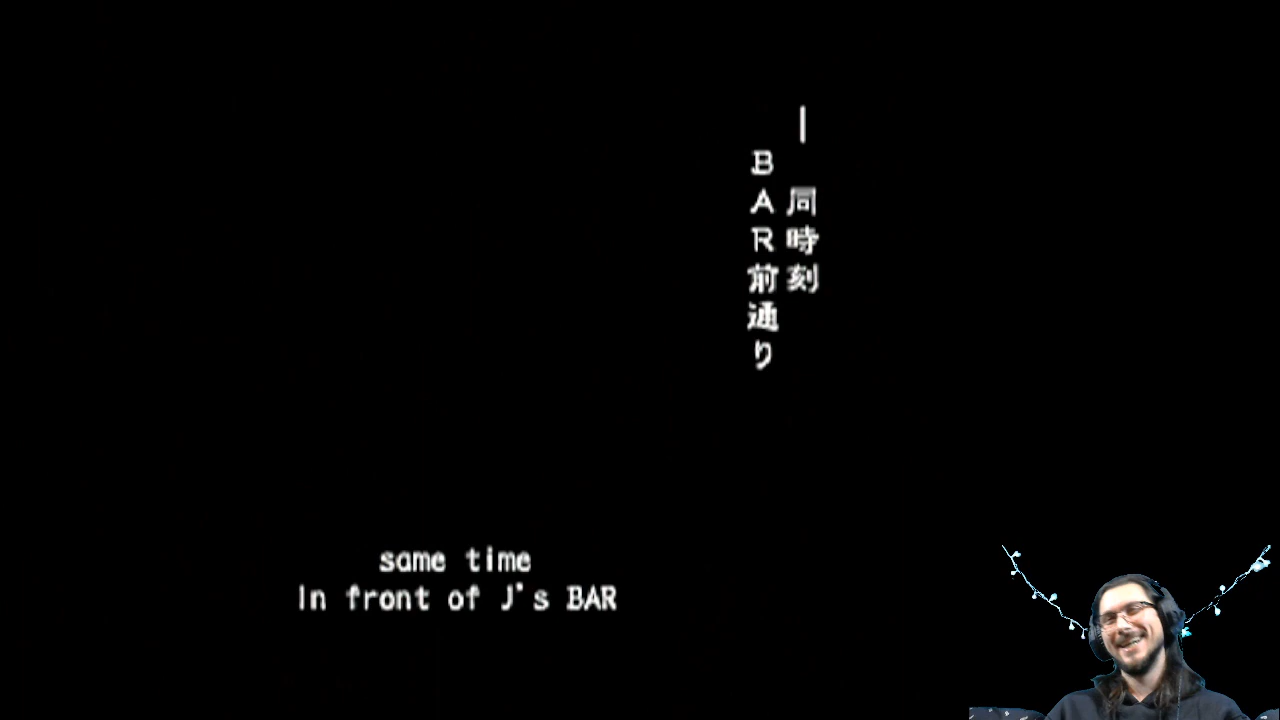 ― 同時刻
BAR前通り
same time
In front of J's BAR